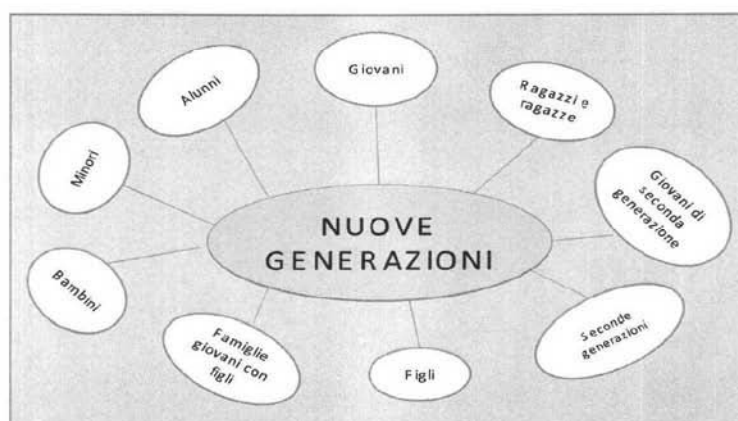 Giovani
Alunni
Ragazzi e
ragazze
Minori
Giovani di
seconda
generazione
NUOVE
GENERAZIONI
Bambini
Seconde
generazioni
Famiglie
giovani con
figli
Figli